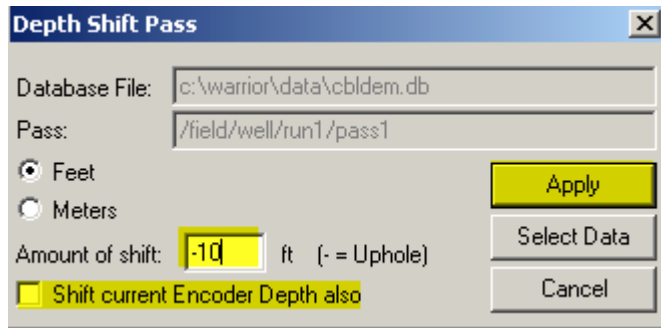 Depth Shift Pass
Database File: c:\warrior\data\cbldem.db
Pass: /field/well/run1/pass1
Feet
Meters
Amount of shift: -10 ft (- = Uphole)
Shift current Encoder Depth also
Apply
Select Data
Cancel